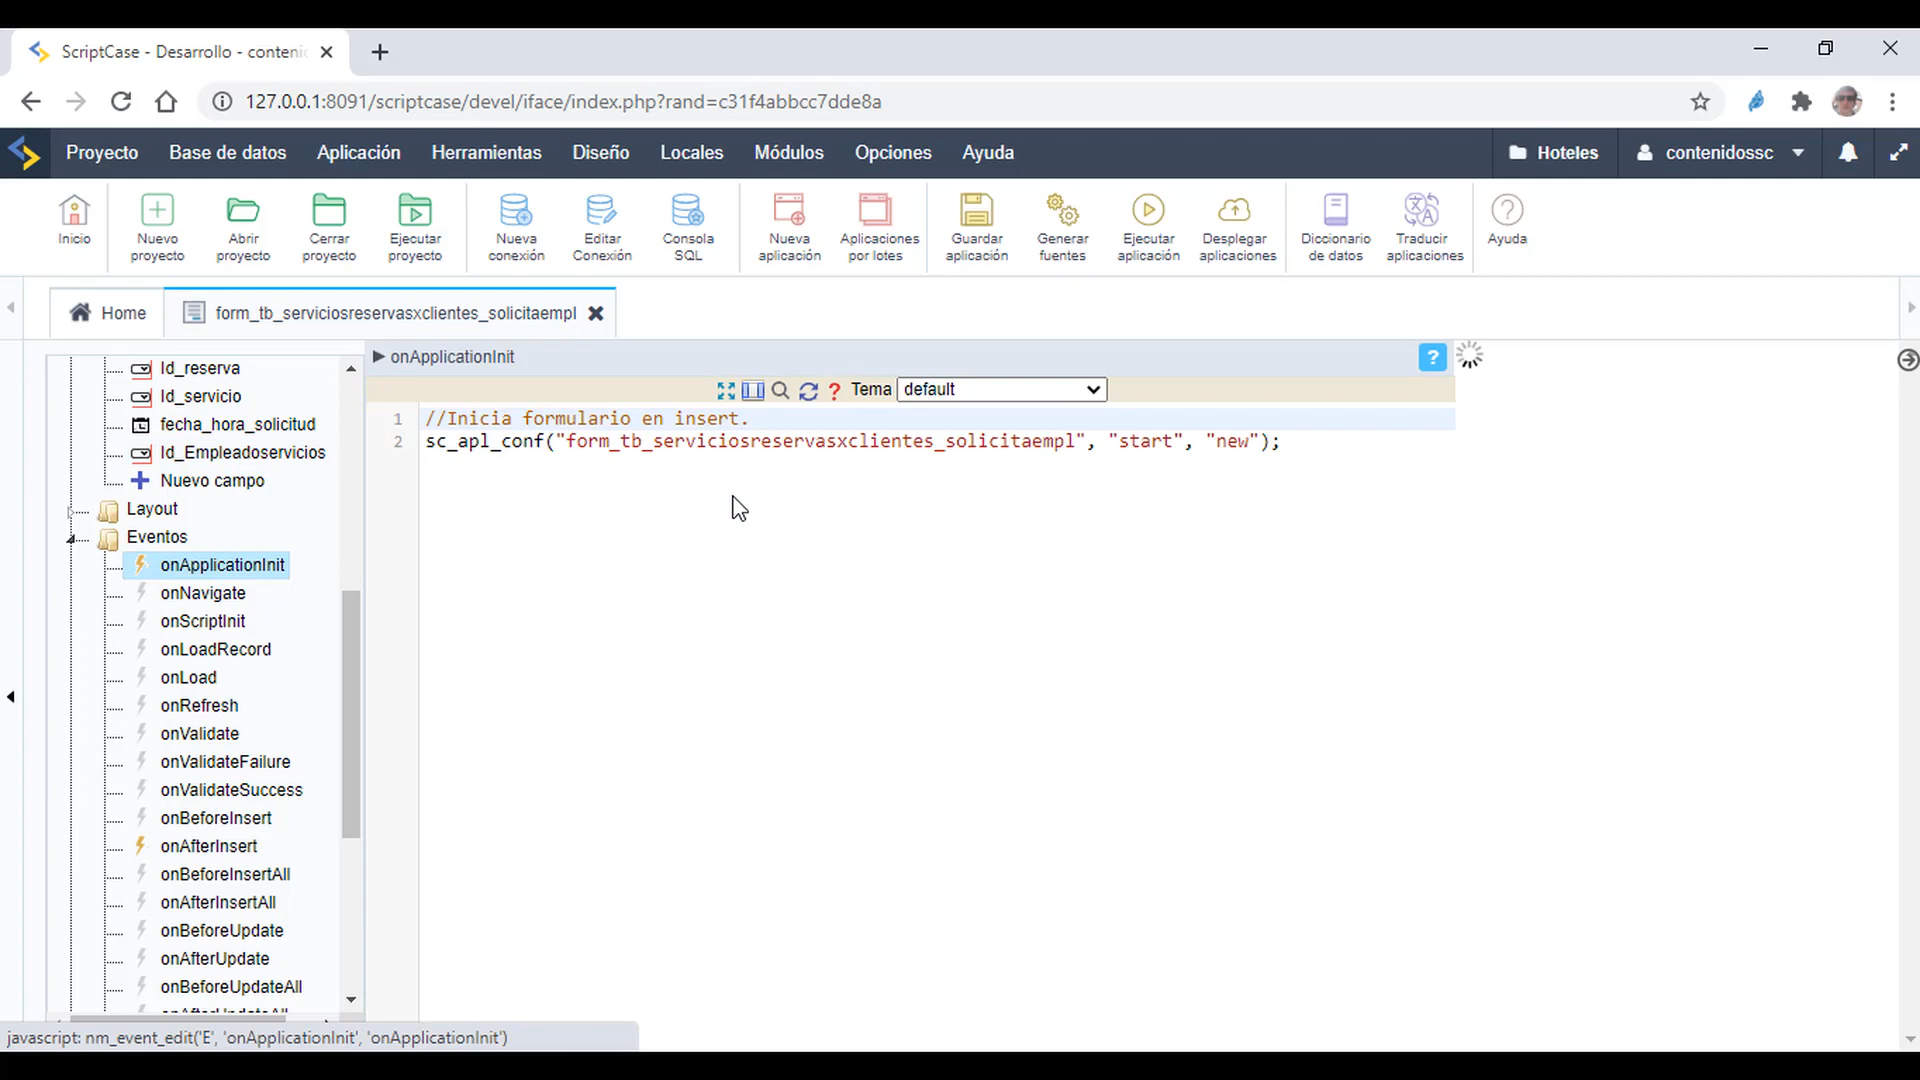 ScriptCase - Desarrollo - conteni
127.0.0.1:8091/scriptcase/devel/iface/index.php?rand=c31f4abbcc7dde8a
Proyecto Base de datos Aplicación Herramientas Diseño Locales Módulos Opciones Ayuda Hoteles contenidossc
Inicio
Nuevo proyecto
Abrir proyecto
Cerrar proyecto
Ejecutar proyecto
Nueva conexión
Editar Conexión
Consola SQL
Nueva aplicación
Aplicaciones por lotes
Guardar aplicación
Generar fuentes
Ejecutar aplicación
Desplegar aplicaciones
Diccionario de datos
Traducir aplicaciones
Ayuda
Home
form_tb_serviciosreservasxclientes_solicitaempl
Id_reserva
Id_servicio
fecha_hora_solicitud
Id_Empleadoservicios
Nuevo campo
Layout
Eventos
onApplicationInit
onNavigate
onScriptInit
onLoadRecord
onLoad
onRefresh
onValidate
onValidateFailure
onValidateSuccess
onBeforeInsert
onAfterInsert
onBeforeInsertAll
onAfterInsertAll
onBeforeUpdate
onAfterUpdate
onBeforeUpdateAll
onApplicationInit
?
? Tema default
1 //Inicia formulario en insert.
2 sc_apl_conf("form_tb_serviciosreservasxclientes_solicitaempl", "start", "new");
javascript: nm_event_edit('E', 'onApplicationInit', 'onApplicationInit')